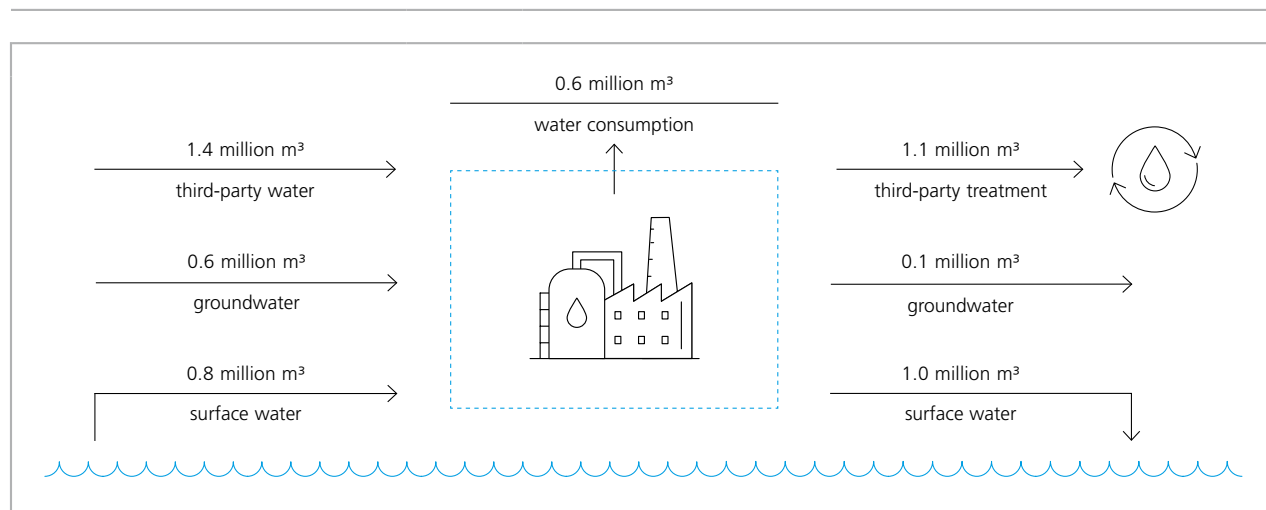 0.6 million m³
water consumption
1.4 million m³
third-party water
1.1 million m³
third-party treatment
0.6 million m³
groundwater
0.1 million m³
groundwater
0.8 million m³
surface water
1.0 million m³
surface water